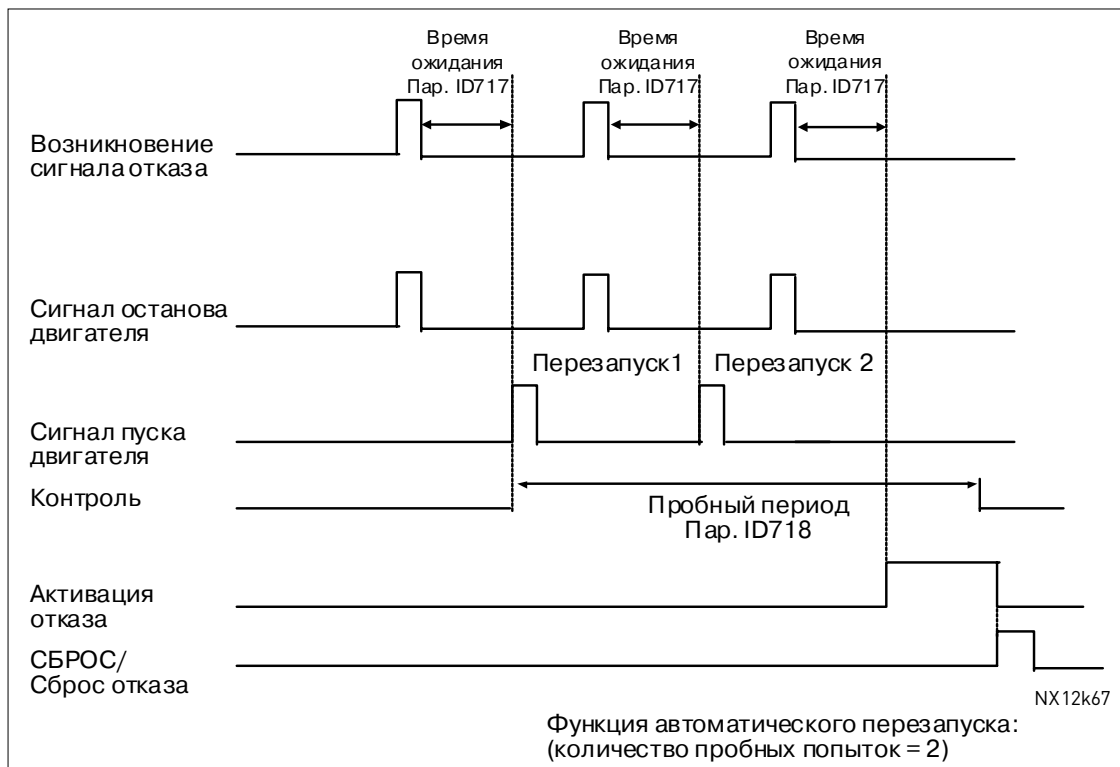 Время
ожидания
Пар. ID717
Время
ожидания
Пар. ID717
Время
ожидания
Пар. ID717
Возникновение
сигнала отказа
Сигнал останова
двигателя
Перезапуск1
Перезапуск 2
Сигнал пуска
двигателя
Контроль
Пробный период
Пар. ID718
Активация
отказа
СБРОС/
Сброс отказа
NX12k67
Функция автоматического перезапуска:
(количество пробных попыток = 2)